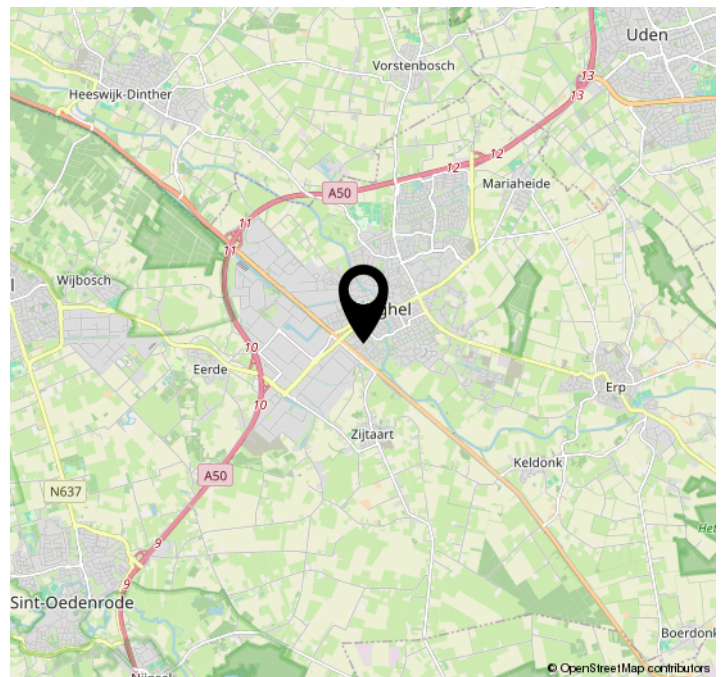 Uden
Vorstenbosch
13
Heeswijk-Dinther
13
12
12
Mariaheide
A50
11
11
Wijbosch
l
ghel
10
Eerde
Erp
10
Zijtaart
Keldonk
A50
N637
Het
9
9
Sint-Oedenrode
Boerdonk
© OpenStreetMap contributors